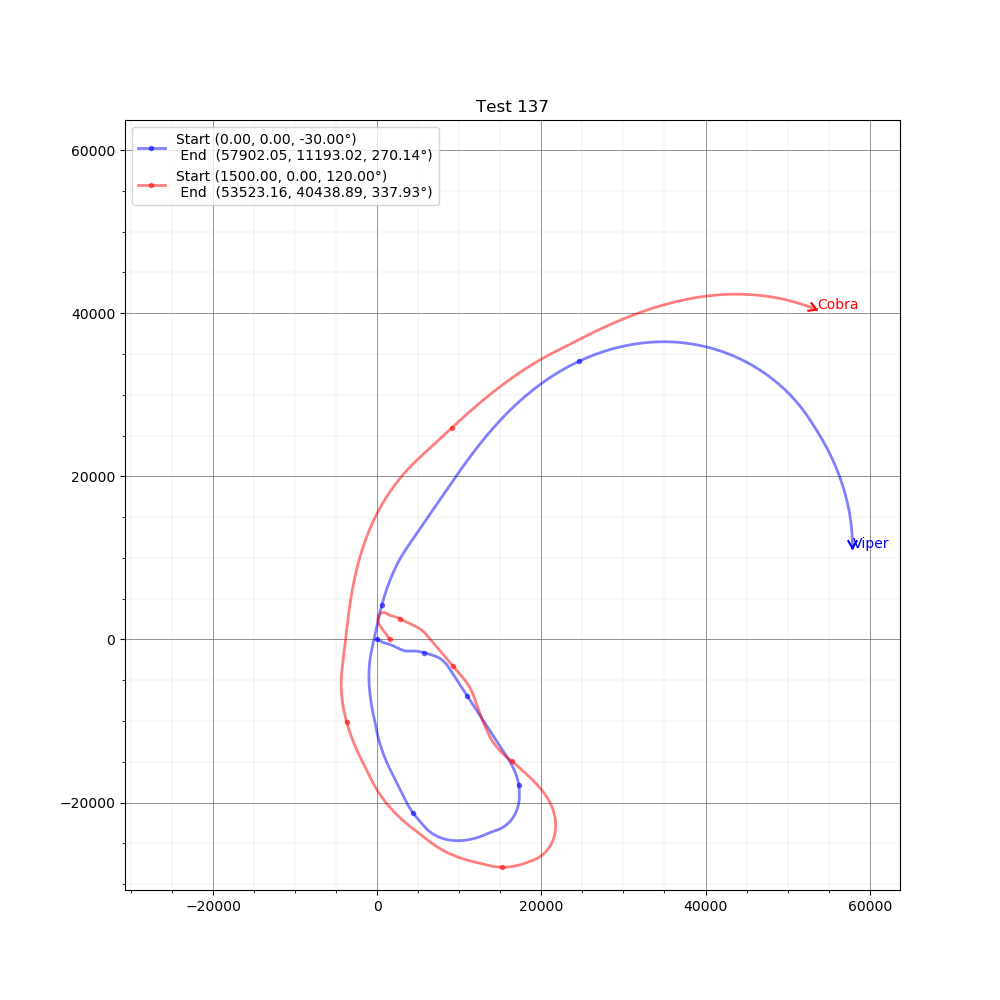 Test 137
Start (0.00, 0.00, -30.00°)
End (57902.05, 11193.02, 270.14°)
Start (1500.00, 0.00, 120.00°)
End (53523.16, 40438.89, 337.93°)
60000
40000
20000
0
−20000
Cobra
Viper
−20000 0 20000 40000 60000